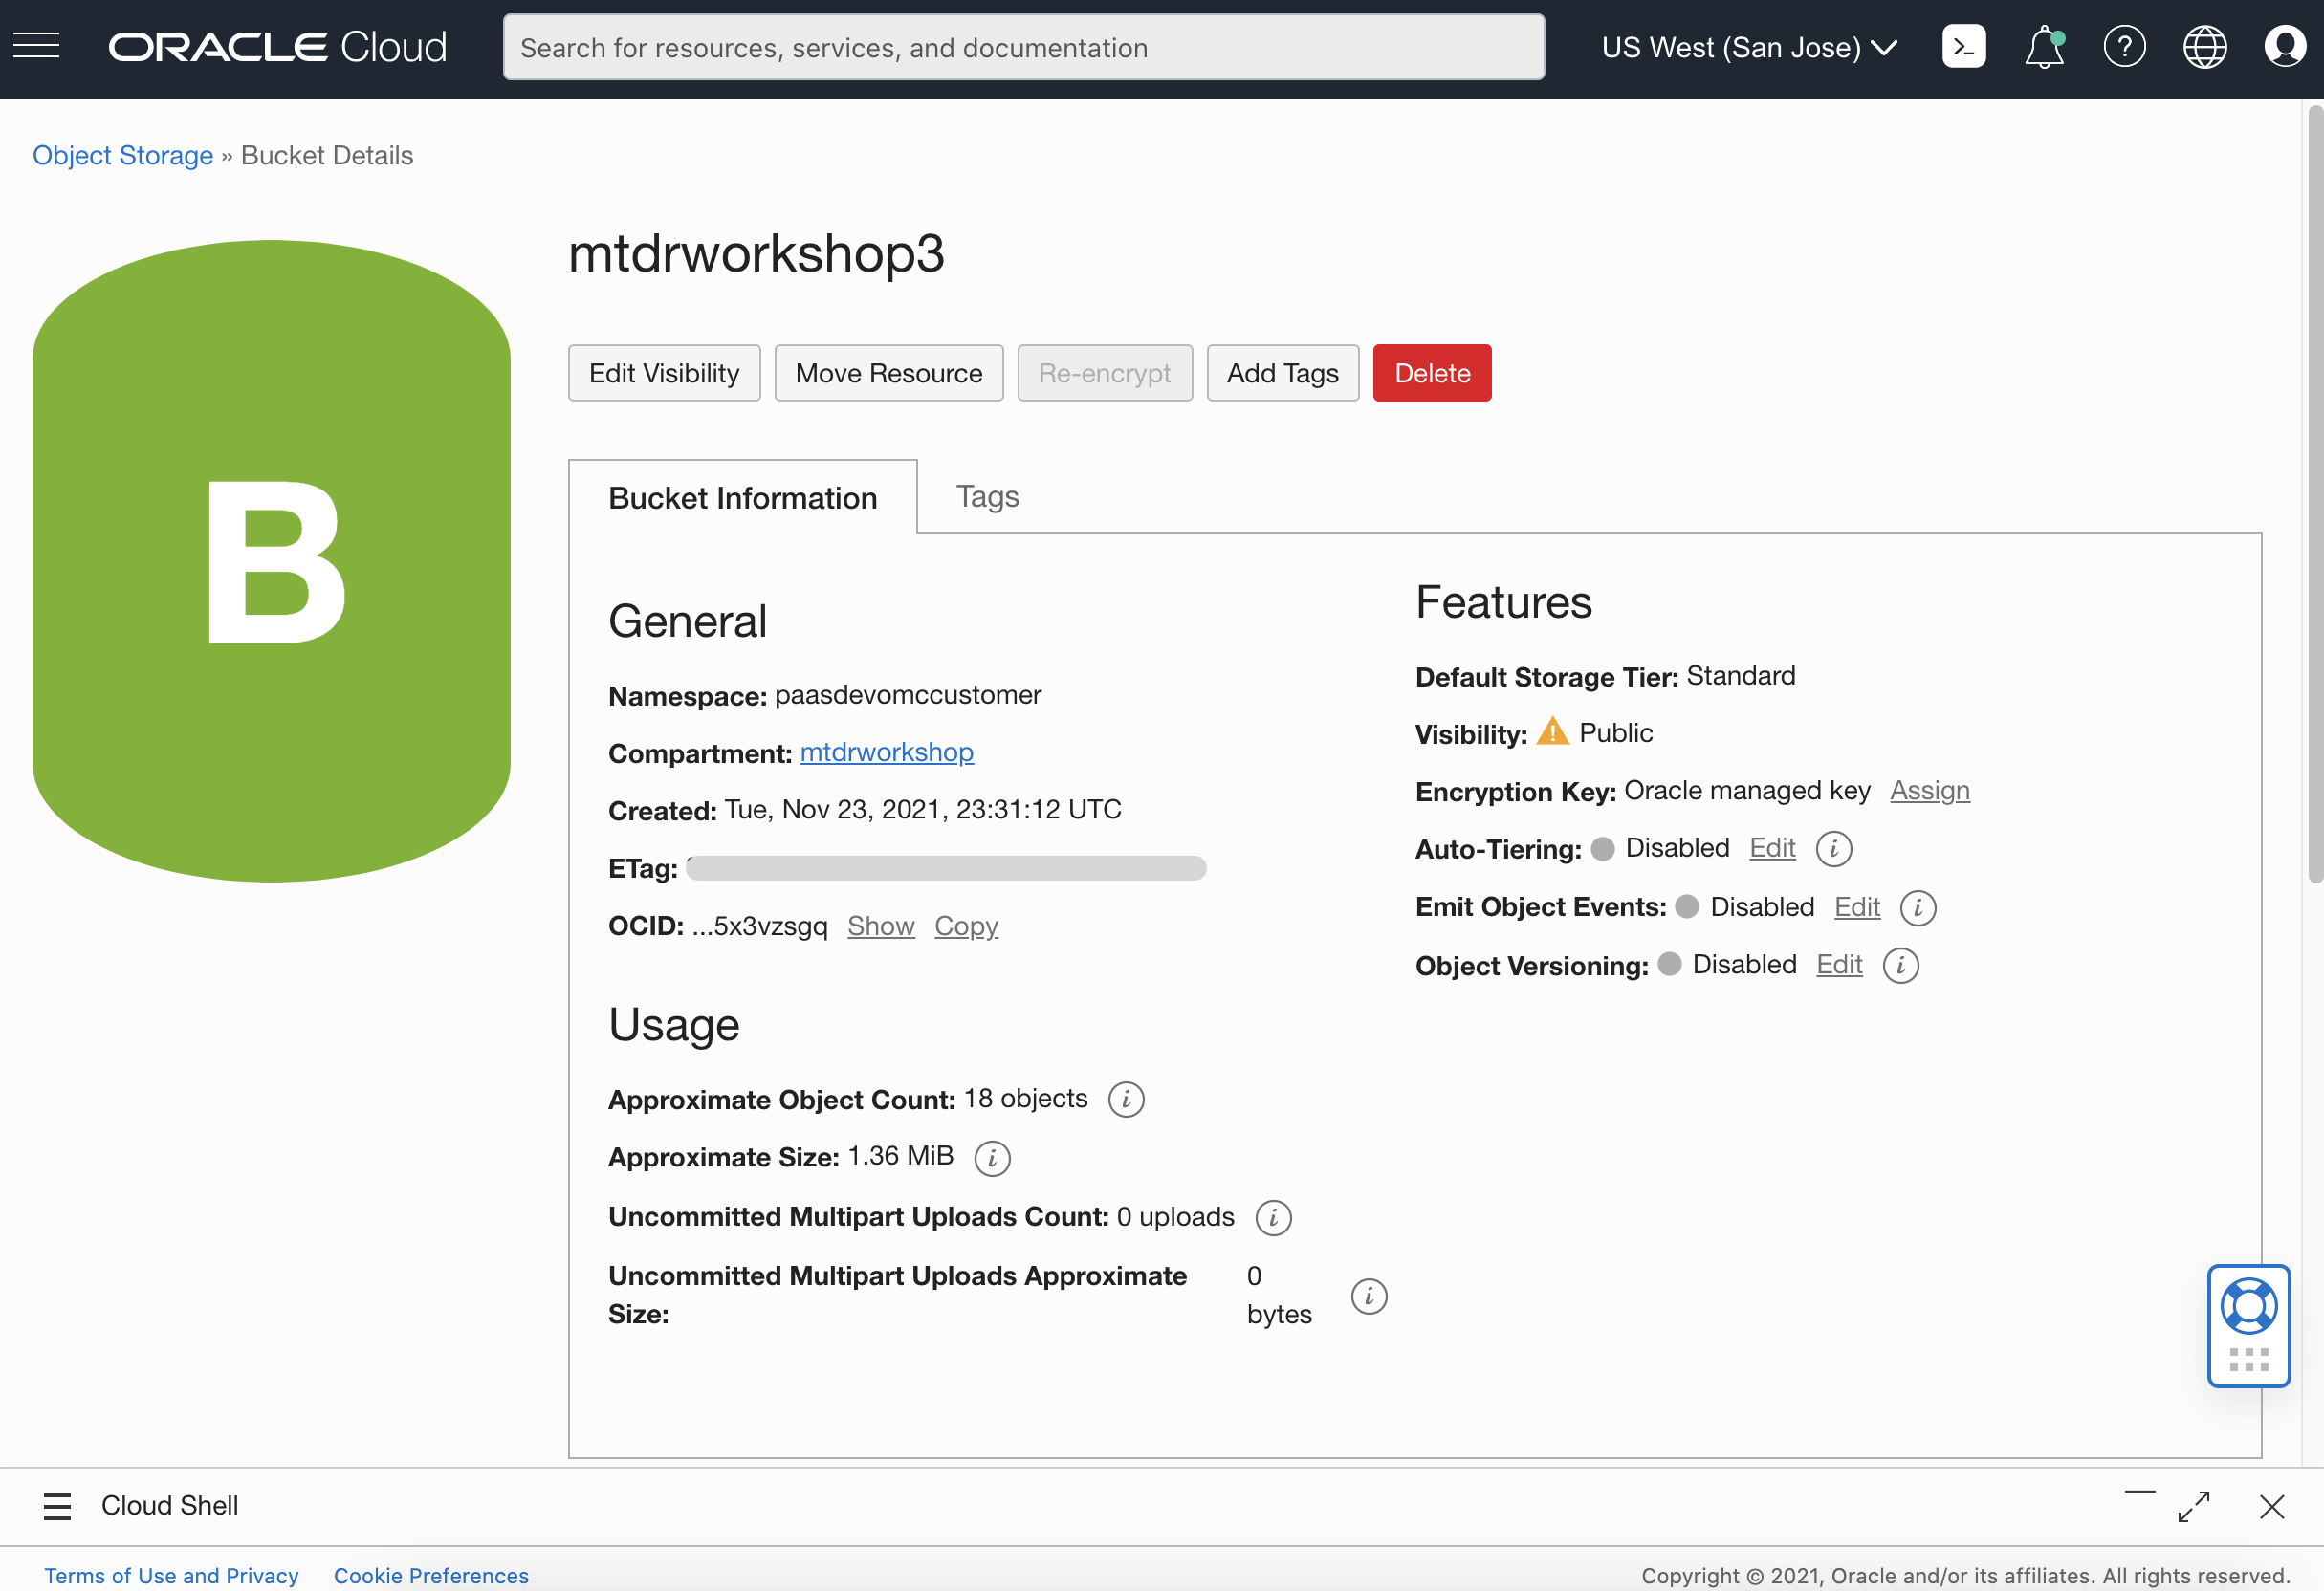 ORACLE Cloud
Search for resources, services, and documentation
US West (San Jose)
Object Storage » Bucket Details
B
mtdrworkshop3
Edit Visibility
Move Resource
Re-encrypt
Add Tags
Delete
Bucket Information
Tags
General
Namespace: paasdevomccustomer
Compartment: mtdrworkshop
Created: Tue, Nov 23, 2021, 23:31:12 UTC
ETag:
OCID: ...5x3vzsgq Show Copy
Usage
Approximate Object Count: 18 objects i
Approximate Size: 1.36 MiB i
Uncommitted Multipart Uploads Count: 0 uploads i
Uncommitted Multipart Uploads Approximate
Size:
0
bytes
i
Features
Default Storage Tier: Standard
Visibility: ! Public
Encryption Key: Oracle managed key Assign
Auto-Tiering: Disabled Edit i
Emit Object Events: Disabled Edit i
Object Versioning: Disabled Edit i
Cloud Shell
Terms of Use and Privacy
Cookie Preferences
Copyright © 2021, Oracle and/or its affiliates. All rights reserved.